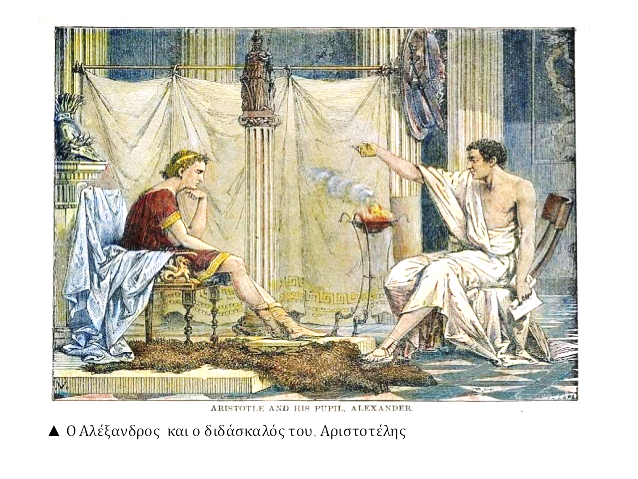 ARISTOTLE AND HIS PUPIL, ALEXANDER.
▲ Ο Αλέξανδρος και ο διδάσκαλός του, Αριστοτέλης